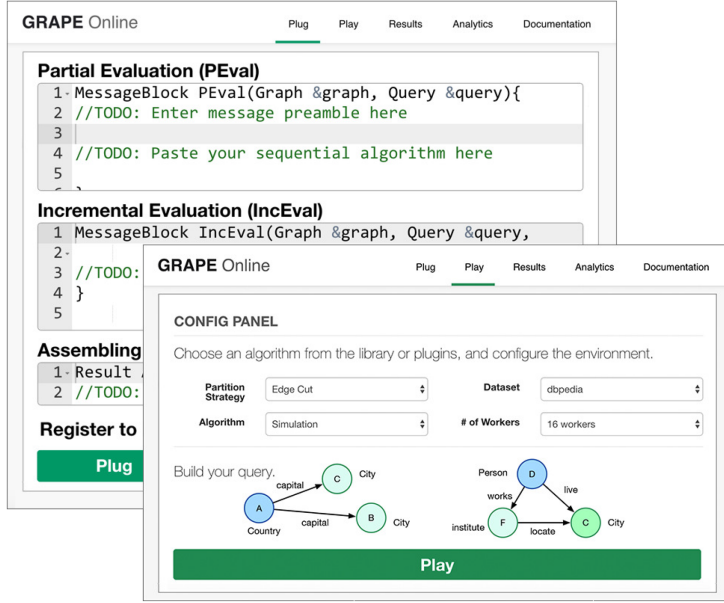 GRAPE Online
Plug Play Results Analytics Documentation
Partial Evaluation (PEval)
1 MessageBlock PEval(Graph &graph, Query &query){
2 //TODO: Enter message preamble here
3
4 //TODO: Paste your sequential algorithm here
5
Incremental Evaluation (IncEval)
1 MessageBlock IncEval(Graph &graph, Query &query,
2
3 //TODO:
4 }
5
Assembling
1 Result
2 //TODO:
Register to
Plug
GRAPE Online
Plug Play Results Analytics Documentation
CONFIG PANEL
Choose an algorithm from the library or plugins, and configure the environment.
Partition Strategy
Edge Cut
Dataset
dbpedia
Algorithm
Simulation
# of Workers
16 workers
Build your query.
capital
C
City
A
Country
capital
B
City
Person
D
works
live
institute
F
locate
C
City
Play